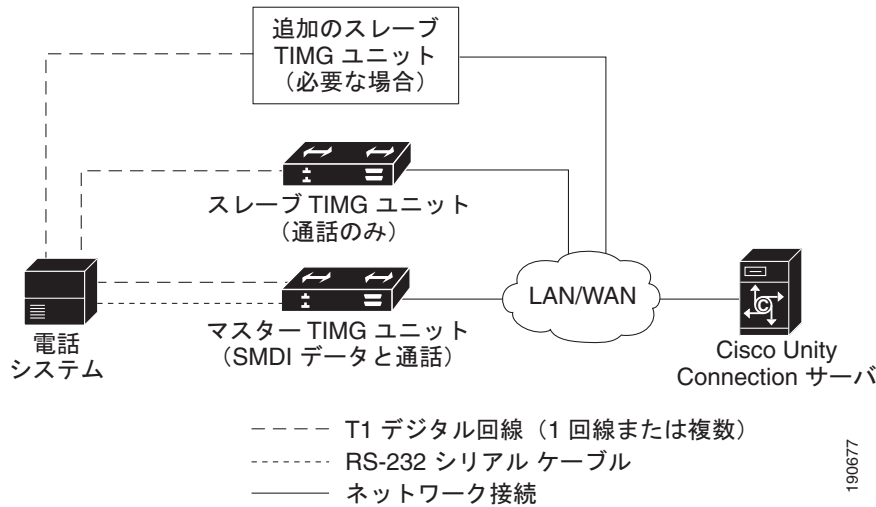 追加のスレーブ
TIMG ユニット
（必要な場合）
スレーブ TIMG ユニット
（通話のみ）
LAN/WAN
電話
システム
マスター TIMG ユニット
（SMDI データと通話）
Cisco Unity
Connection サーバ
T1 デジタル回線（1 回線または複数）
RS-232 シリアル ケーブル
ネットワーク接続
190677